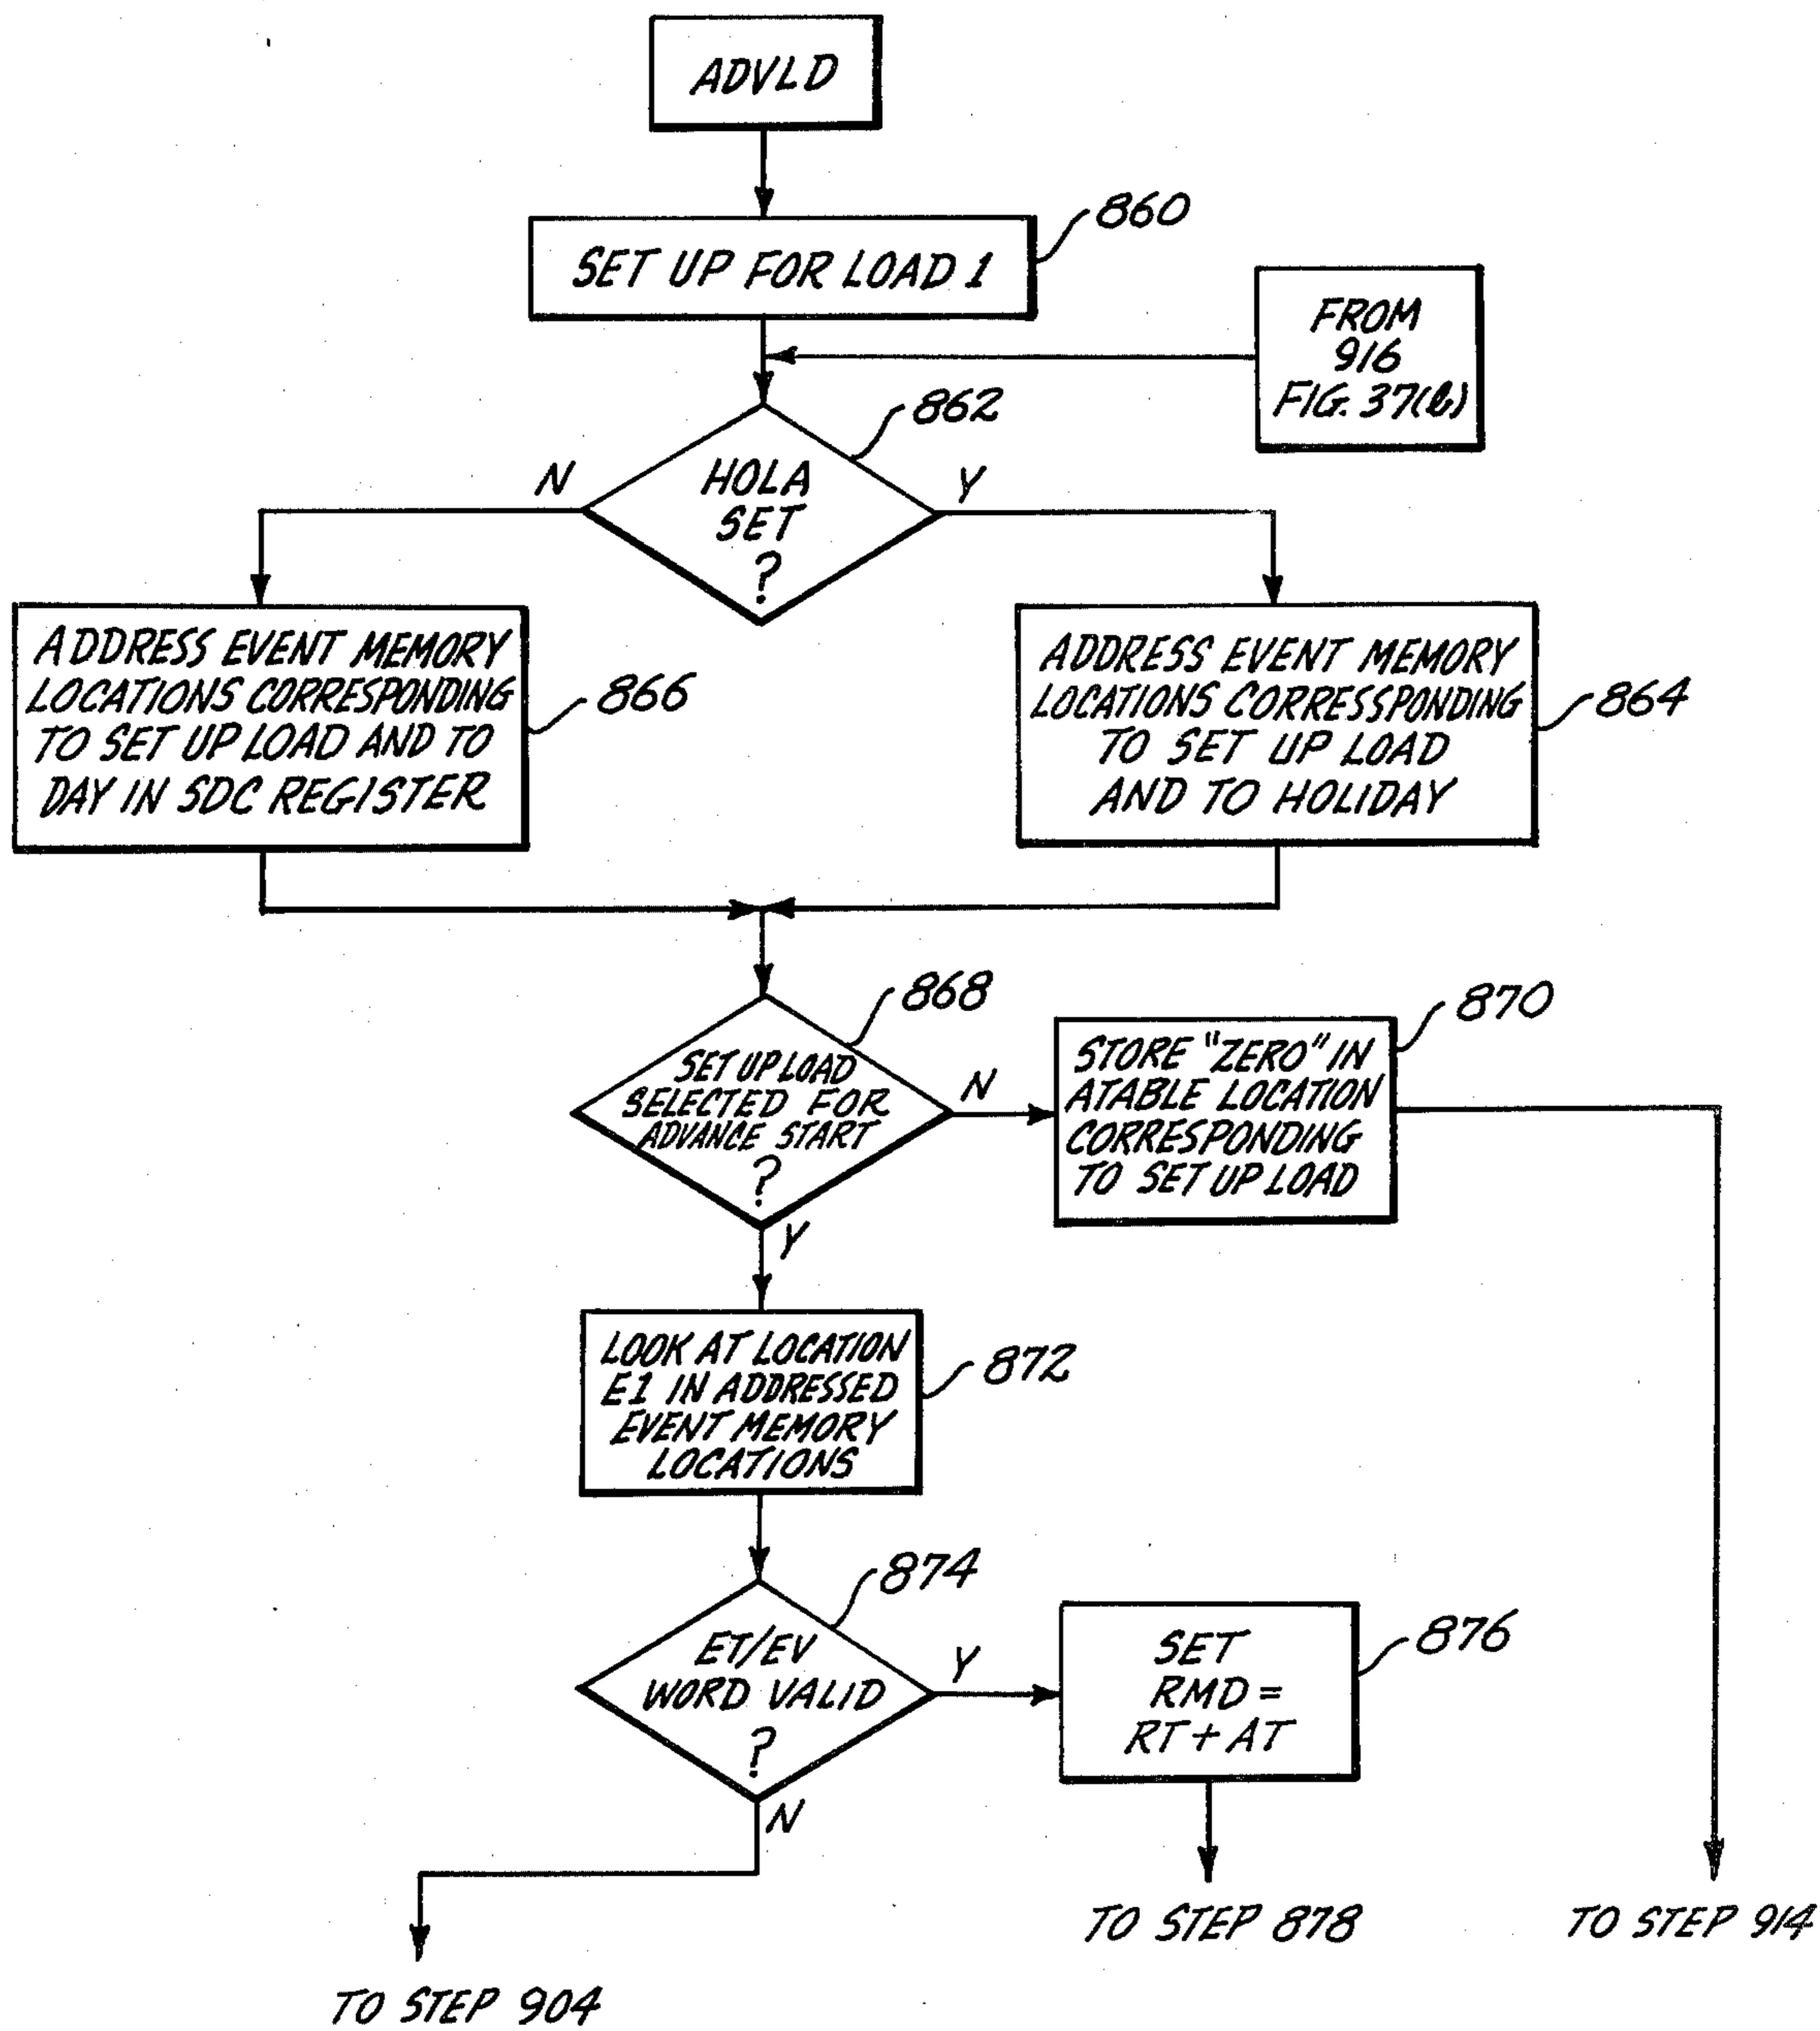 ADVLD
860
SET UP FOR LOAD 1
FROM
916
FIG. 37(b)
862
HOLA
SET
?
N
Y
ADDRESS EVENT MEMORY
LOCATIONS CORRESPONDING
TO SET UP LOAD AND TO
DAY IN SDC REGISTER
866
ADDRESS EVENT MEMORY
LOCATIONS CORRESSPONDING
TO SET UP LOAD
AND TO HOLIDAY
864
868
SET UP LOAD
SELECTED FOR
ADVANCE START
?
N
Y
870
STORE "ZERO" IN
ATABLE LOCATION
CORRESPONDING
TO SET UP LOAD
LOOK AT LOCATION
E1 IN ADDRESSED
EVENT MEMORY
LOCATIONS
872
874
ET/EV
WORD VALID
?
Y
N
SET
RMD =
RT + AT
876
TO STEP 878
TO STEP 914
TO STEP 904